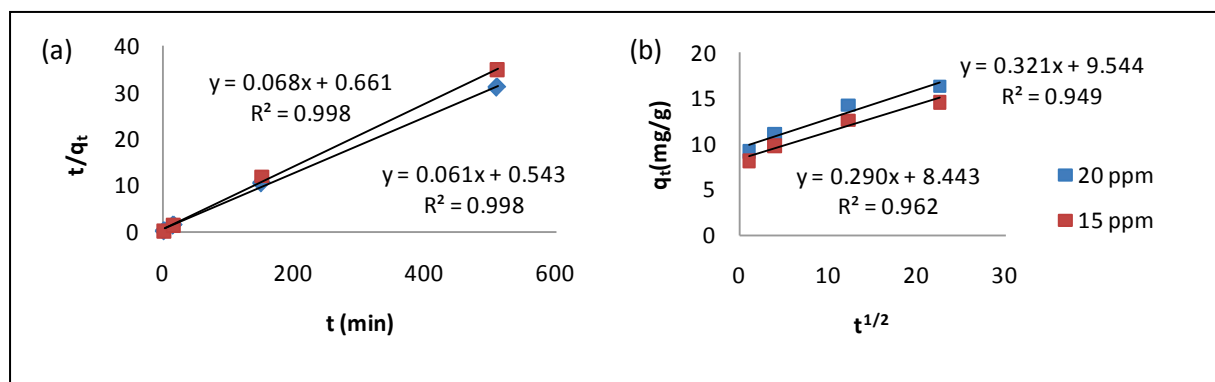 (a)
40
30
20
10
0
t/qt
y = 0.068x + 0.661
R² = 0.998
y = 0.061x + 0.543
R² = 0.998
0 200 400 600
t (min)
(b)
20
15
10
5
0
qt(mg/g)
y = 0.321x + 9.544
R² = 0.949
y = 0.290x + 8.443
R² = 0.962
20 ppm
15 ppm
0 10 20 30
t1/2